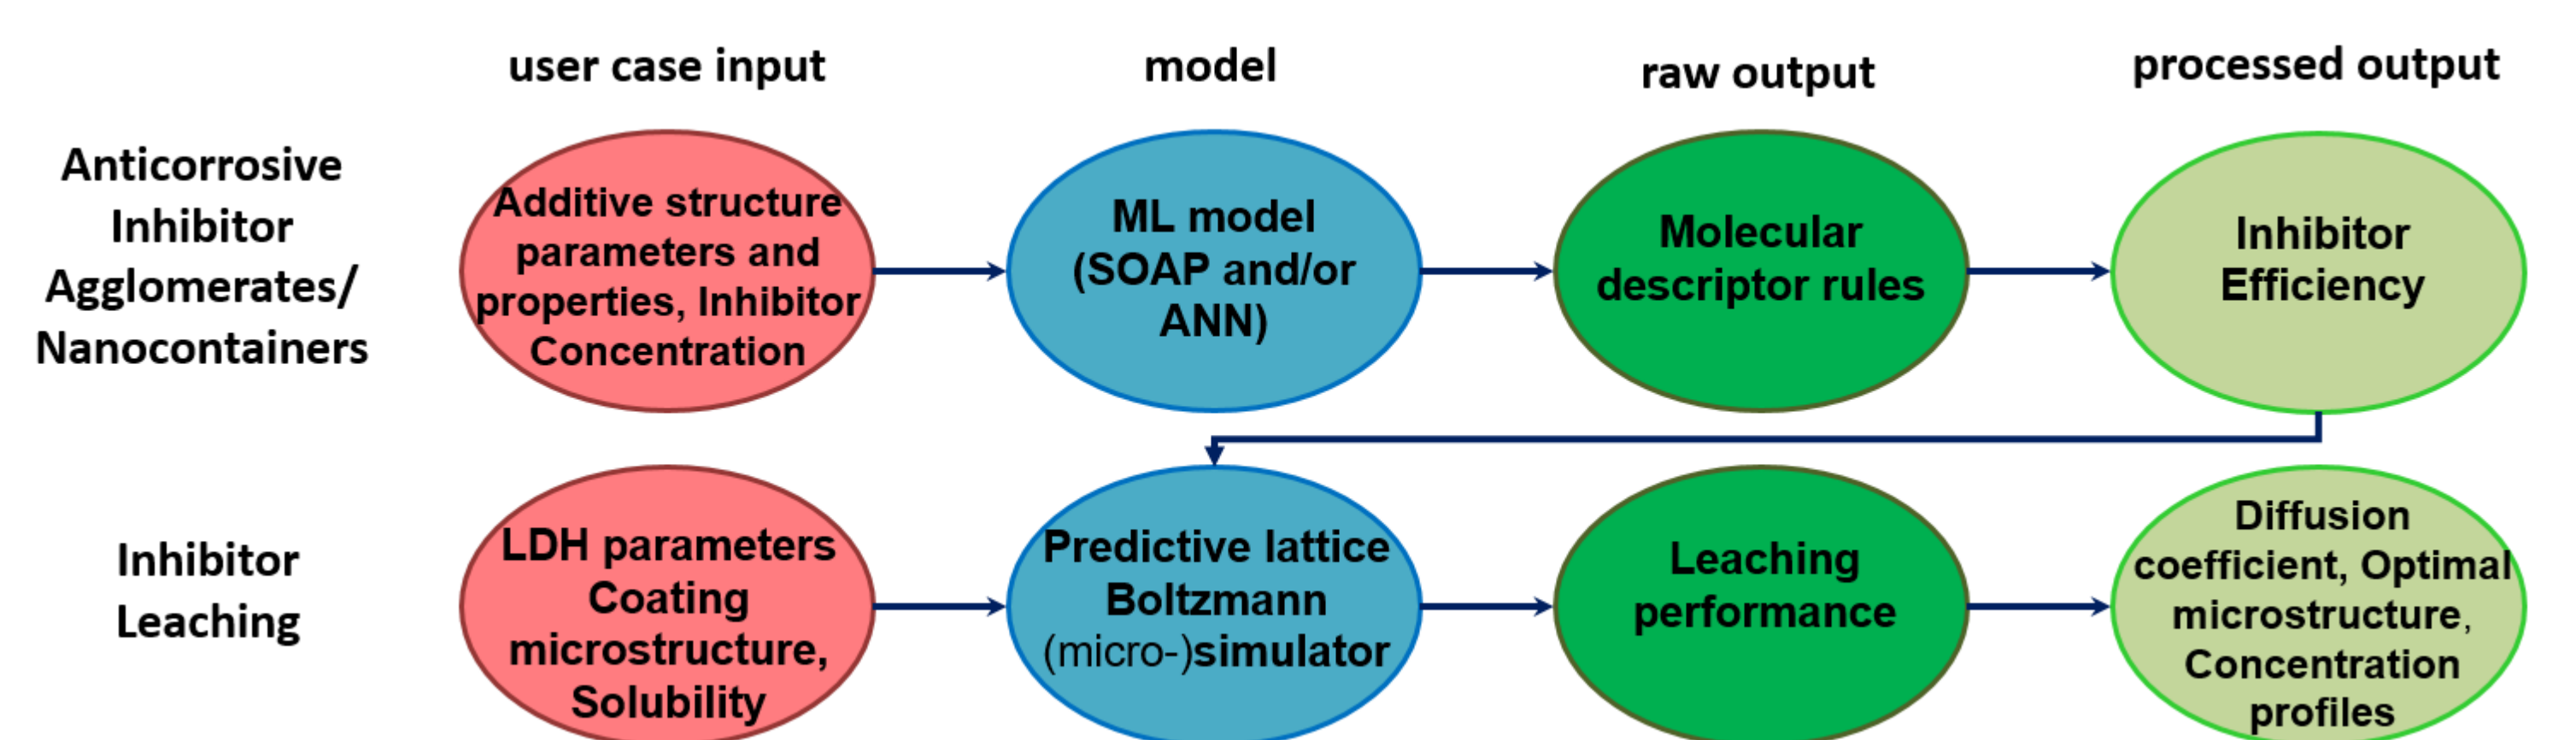 user case input
model
raw output
processed output
Anticorrosive
Inhibitor
Agglomerates/
Nanocontainers
Additive structure
parameters and
properties, Inhibitor
Concentration
ML model
(SOAP and/or
ANN)
Molecular
descriptor rules
Inhibitor
Efficiency
Inhibitor
Leaching
LDH parameters
Coating
microstructure,
Solubility
Predictive lattice
Boltzmann
(micro-)simulator
Leaching
performance
Diffusion
coefficient, Optimal
microstructure,
Concentration
profiles